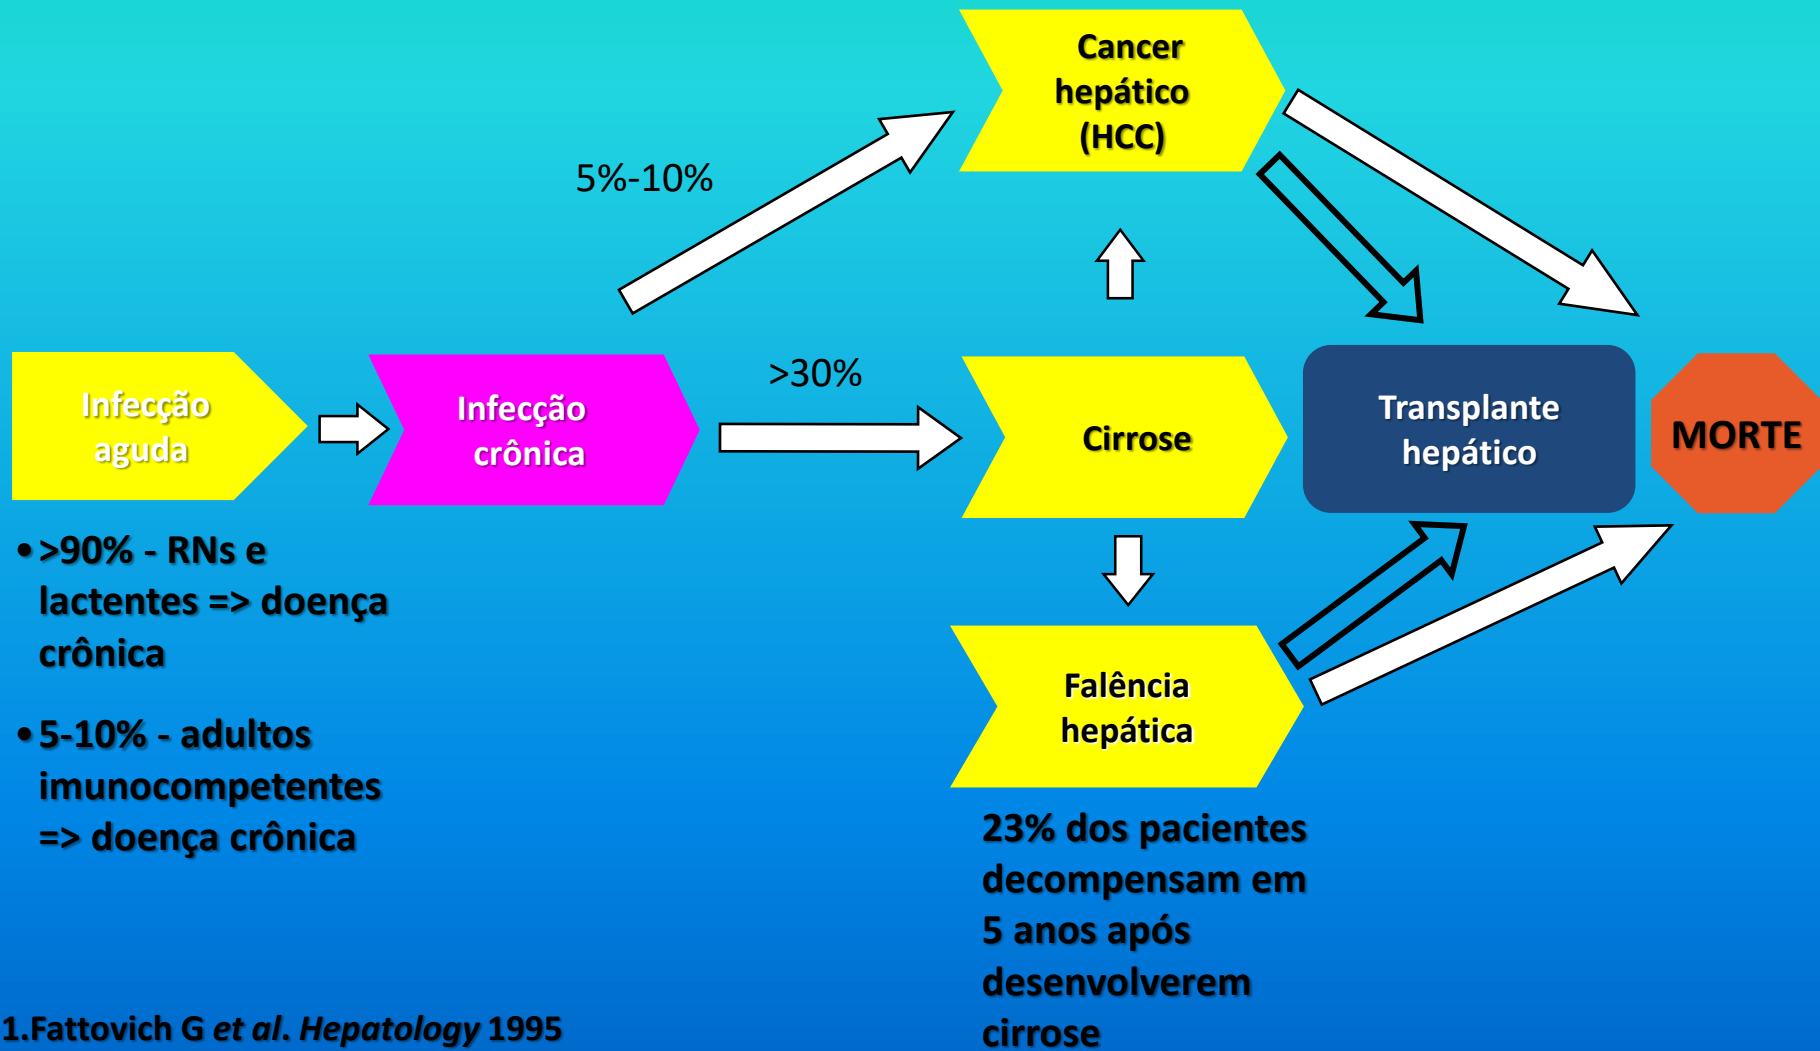 Cancer
hepático
(HCC)
5%-10%
>30%
Infecção
aguda
Infecção
crônica
Cirrose
Transplante
hepático
MORTE
•>90% - RNs e
lactentes => doença
crônica
•5-10% - adultos
imunocompetentes
=> doença crônica
Falência
hepática
23% dos pacientes
decompensam em
5 anos após
desenvolverem
cirrose
1.Fattovich G et al. Hepatology 1995